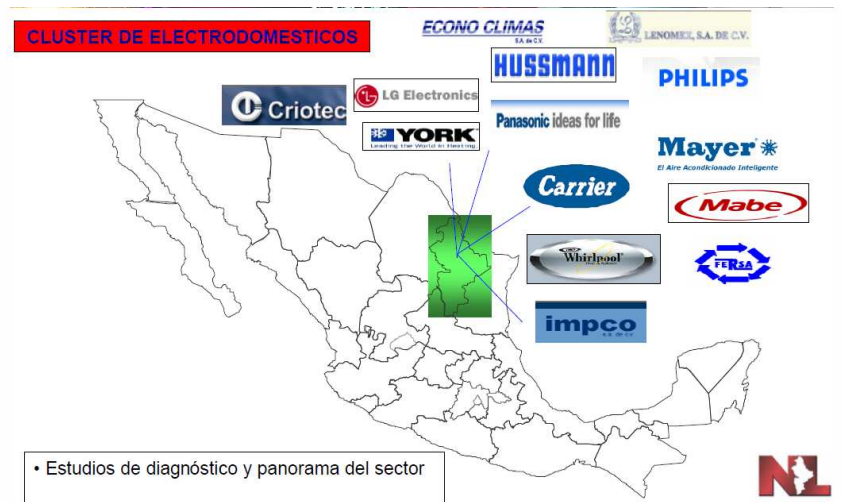 CLUSTER DE ELECTRODOMESTICOS
ECONO CLIMAS
S.A. de C.V.
LENOMEX, S.A. DE C.V.
HUSSMANN
PHILIPS
Criotec
LG Electronics
YORK
Leading the World in Heating
Panasonic ideas for life
Mayer
El Aire Acondicionado Inteligente
Carrier
Mabe
Whirlpool
FERSA
impco
s.a. de c.v.
• Estudios de diagnóstico y panorama del sector
NL